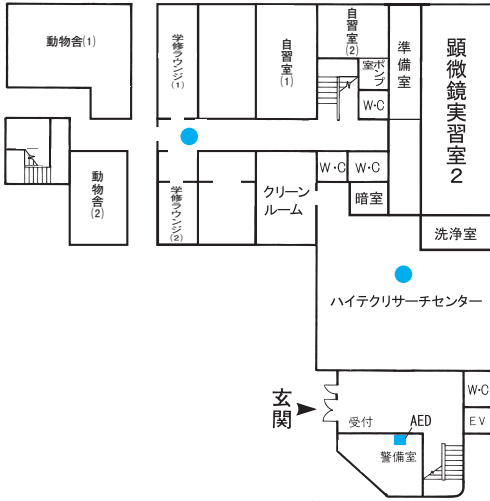 動物舎(1)
学修ラウンジ(1)
自習室(1)
自習室(2)
ポンプ室
W・C
準備室
顕微鏡実習室2
動物舎(2)
学修ラウンジ(2)
クリーン
ルーム
W・C
W・C
暗室
洗浄室
ハイテクリサーチセンター
玄関
受付
AED
警備室
W・C
EV